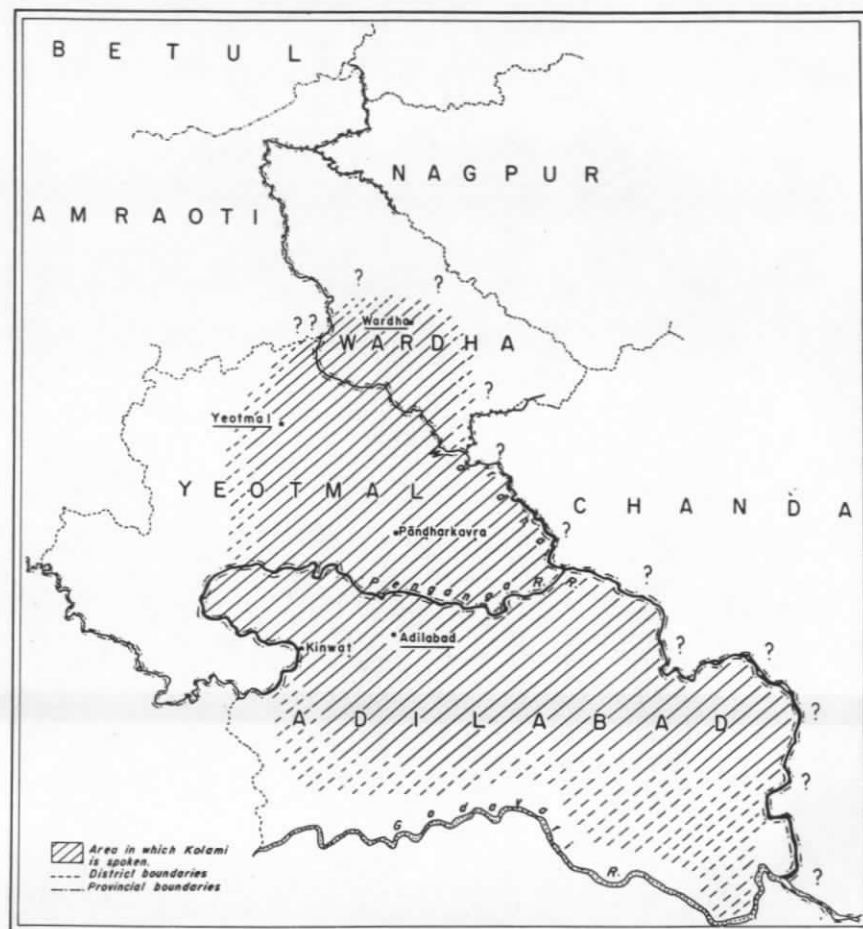 BETUL
NAGPUR
AMRAOTI
?
?
? ?
Wardha
WARDHA
?
Yeotmal
?
YEOTMAL
CHANDA
?
Pāndharkavra
Penganga R.
R.
?
Adilabad
Kinwat
?
?
ADILABAD
?
?
Godava
R.
?
Area in which Kolami
is spoken.
District boundaries
Provincial boundaries